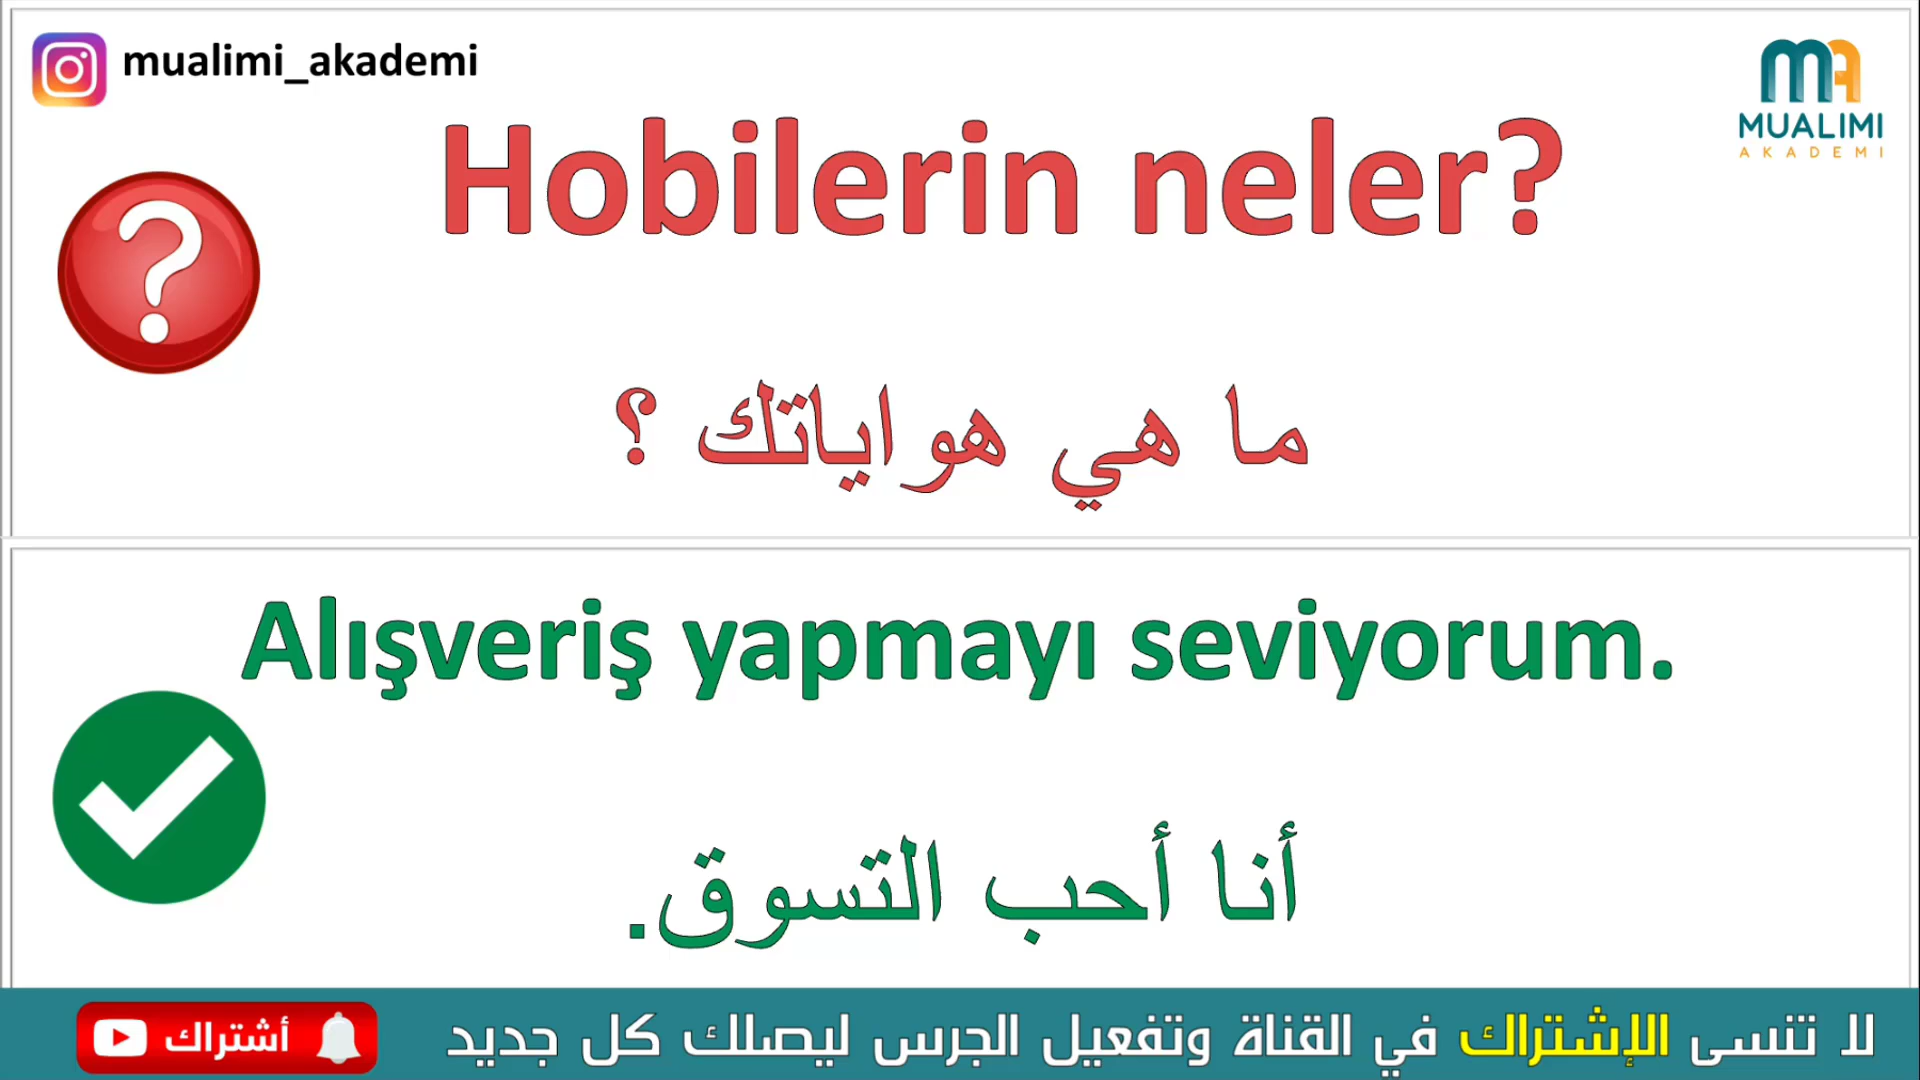 mualimi_akademi
MUALIMI
AKADEMI
Hobilerin neler?
ما هي هواياتك ؟
Alışveriş yapmayı seviyorum.
أنا أحب التسوق.
لا تنسى الإشتراك في القناة وتفعيل الجرس ليصلك كل جديد
أشتراك